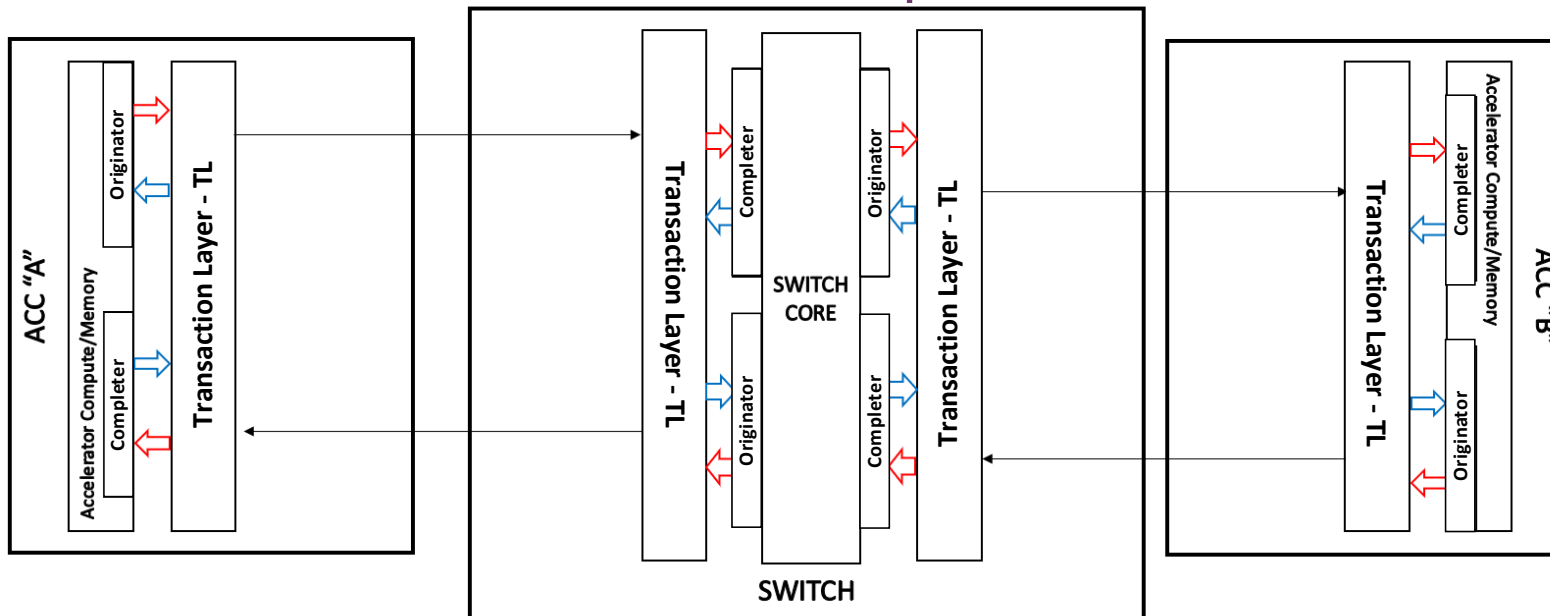 ACC "A"
Accelerator Compute/Memory
Originator
Completer
Transaction Layer - TL
Transaction Layer - TL
Completer
Originator
SWITCH
CORE
Originator
Completer
Transaction Layer - TL
SWITCH
Transaction Layer - TL
Completer
Originator
Accelerator Compute/Memory
ACC "B"